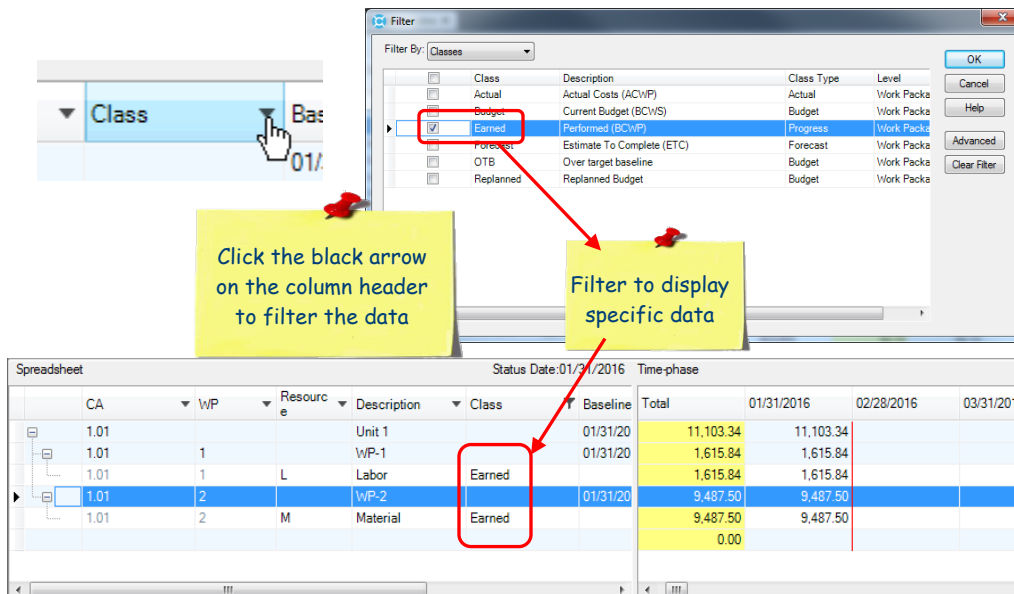 Filter
Filter By: Classes
Class Description Class Type Level
Actual Actual Costs (ACWP) Actual Work Packa
Budget Current Budget (BCWS) Budget Work Packa
Earned Performed (BCWP) Progress Work Packa
Forecast Estimate To Complete (ETC) Forecast Work Packa
OTB Over target baseline Budget Work Packa
Replanned Replanned Budget Budget Work Packa
OK
Cancel
Help
Advanced
Clear Filter
Class Bas
01/
Click the black arrow
on the column header
to filter the data
Filter to display
specific data
Spreadsheet Status Date:01/31/2016 Time-phase
CA WP Resourc
e Description Class Baseline Total 01/31/2016 02/28/2016 03/31/201
1.01 Unit 1 01/31/20 11,103.34 11,103.34
1.01 1 WP-1 01/31/20 1,615.84 1,615.84
1.01 1 L Labor Earned 1,615.84 1,615.84
1.01 2 WP-2 01/31/20 9,487.50 9,487.50
1.01 2 M Material Earned 9,487.50 9,487.50
0.00